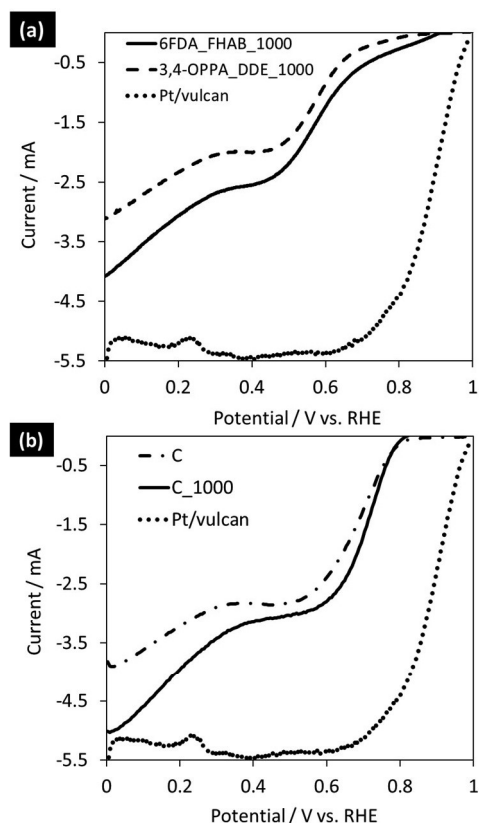 (a)
6FDA_FHAB_1000
3,4-OPPA_DDE_1000
Pt/vulcan
-0.5
-1.5
-2.5
-3.5
-4.5
-5.5
Current / mA
0 0.2 0.4 0.6 0.8 1
Potential / V vs. RHE
(b)
C
C_1000
Pt/vulcan
-0.5
-1.5
-2.5
-3.5
-4.5
-5.5
Current / mA
0 0.2 0.4 0.6 0.8 1
Potential / V vs. RHE